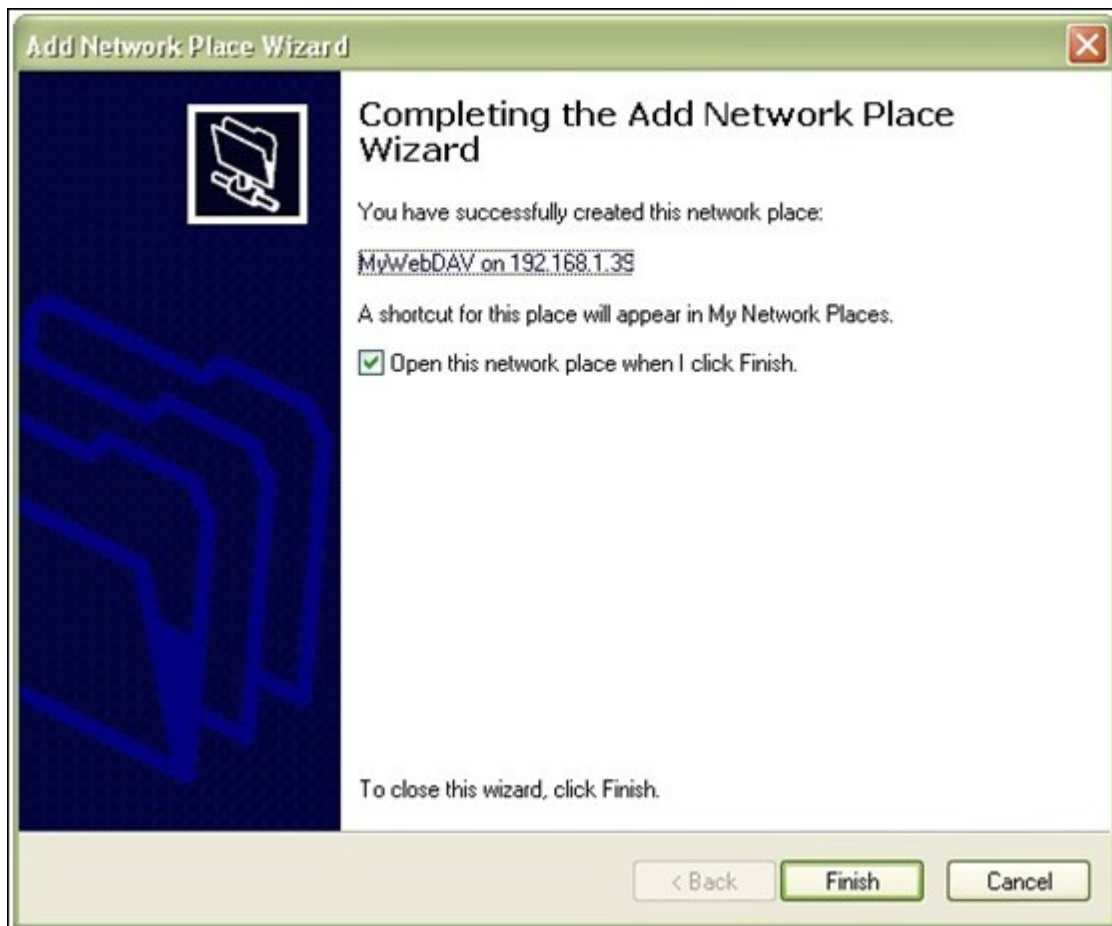 Add Network Place Wizard
Completing the Add Network Place
Wizard
You have successfully created this network place:
MyWebDAV on 192.168.1.39
A shortcut for this place will appear in My Network Places.
Open this network place when I click Finish.
To close this wizard, click Finish.
< Back
Finish
Cancel